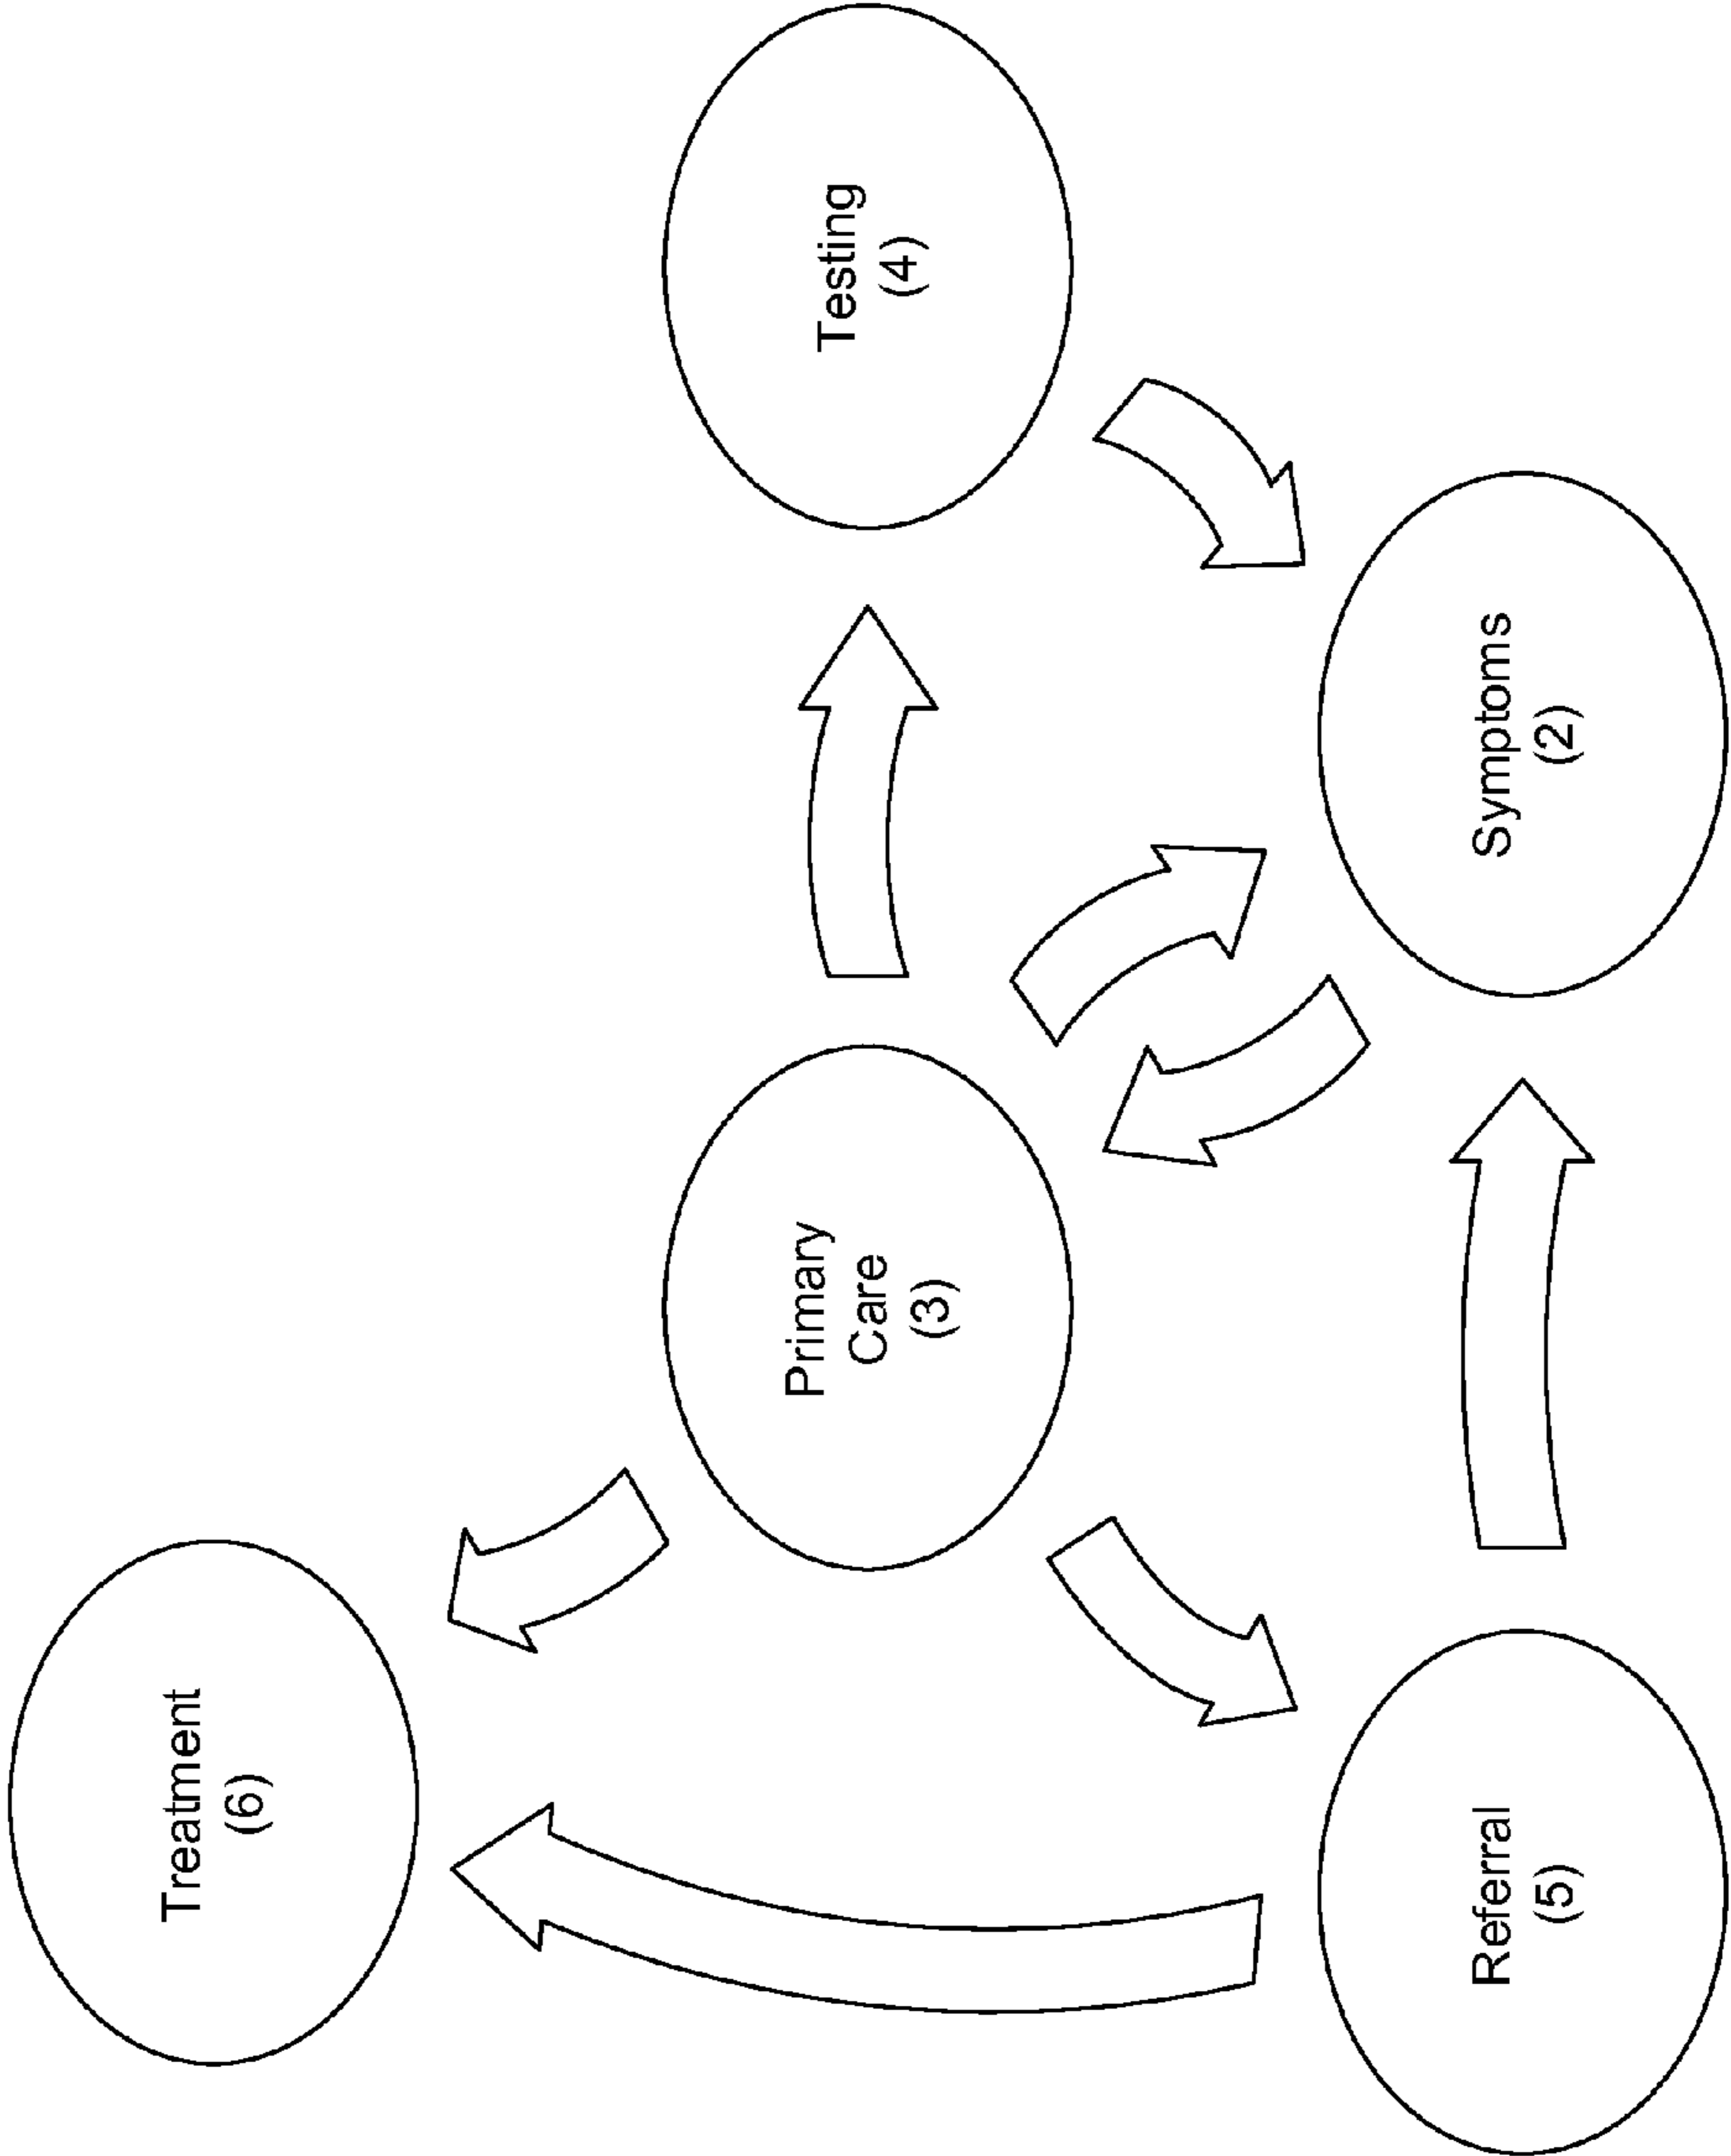 Treatment
(6)
Primary
Care
(3)
Testing
(4)
Referral
(5)
Symptoms
(2)